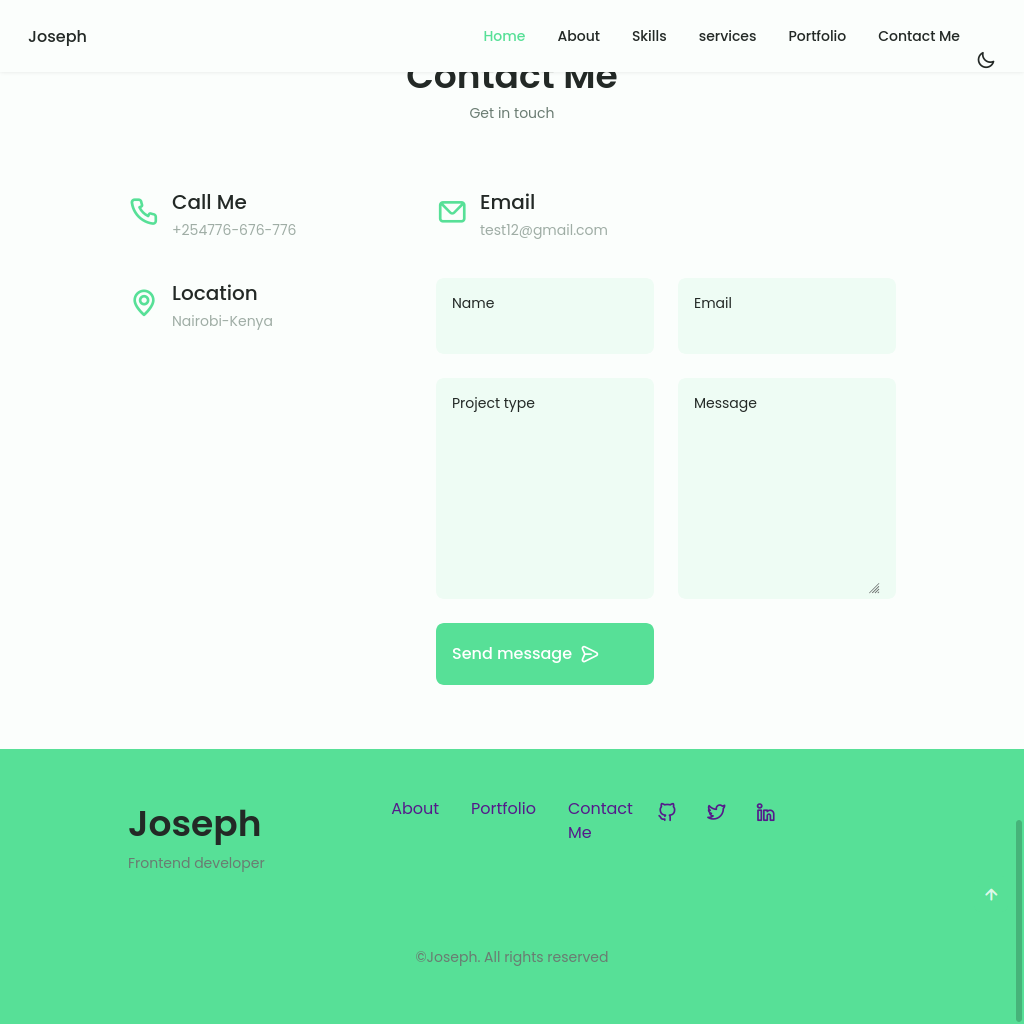 Joseph
Home
About
Skills
services
Portfolio
Contact Me
Contact Me
Get in touch
Call Me
+254776-676-776
Email
test12@gmail.com
Location
Nairobi-Kenya
Name
Email
Project type
Message
Send message
Joseph
Frontend developer
About
Portfolio
Contact
Me
©Joseph. All rights reserved